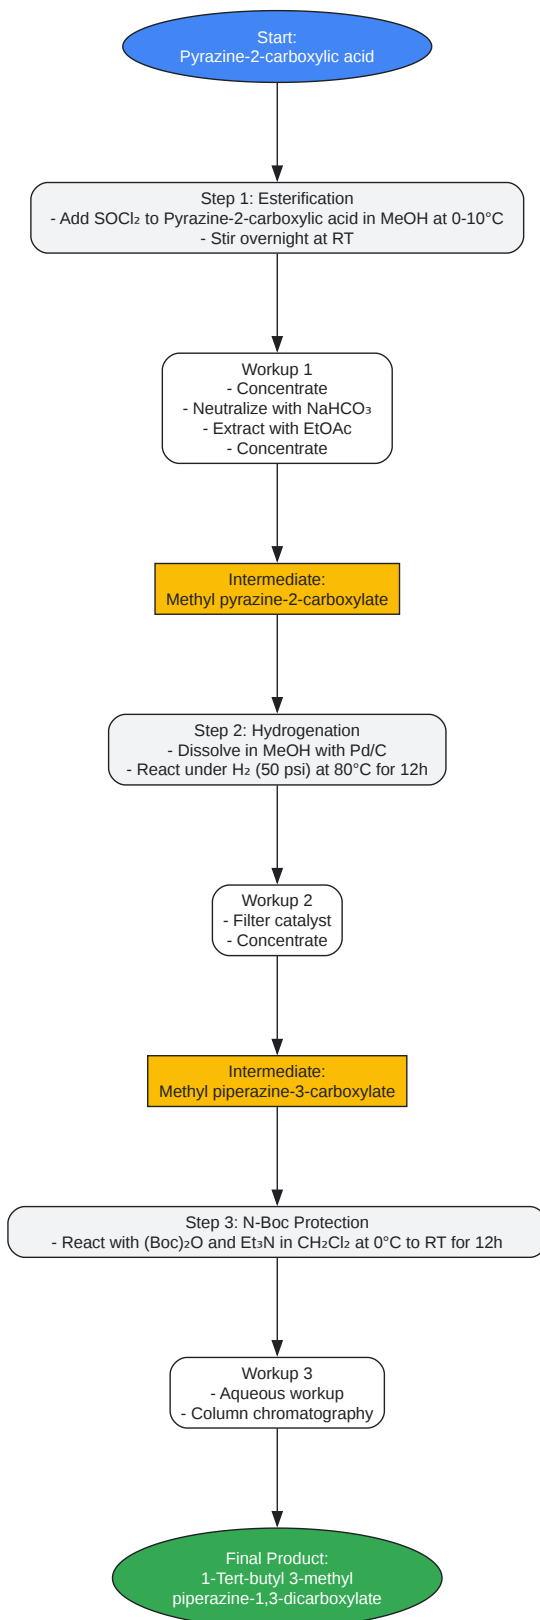 Start:
Pyrazine-2-carboxylic acid
Step 1: Esterification
- Add SOCl₂ to Pyrazine-2-carboxylic acid in MeOH at 0-10°C
- Stir overnight at RT
Workup 1
- Concentrate
- Neutralize with NaHCO₃
- Extract with EtOAc
- Concentrate
Intermediate:
Methyl pyrazine-2-carboxylate
Step 2: Hydrogenation
- Dissolve in MeOH with Pd/C
- React under H₂ (50 psi) at 80°C for 12h
Workup 2
- Filter catalyst
- Concentrate
Intermediate:
Methyl piperazine-3-carboxylate
Step 3: N-Boc Protection
- React with (Boc)₂O and Et₃N in CH₂Cl₂ at 0°C to RT for 12h
Workup 3
- Aqueous workup
- Column chromatography
Final Product:
1-Tert-butyl 3-methyl
piperazine-1,3-dicarboxylate